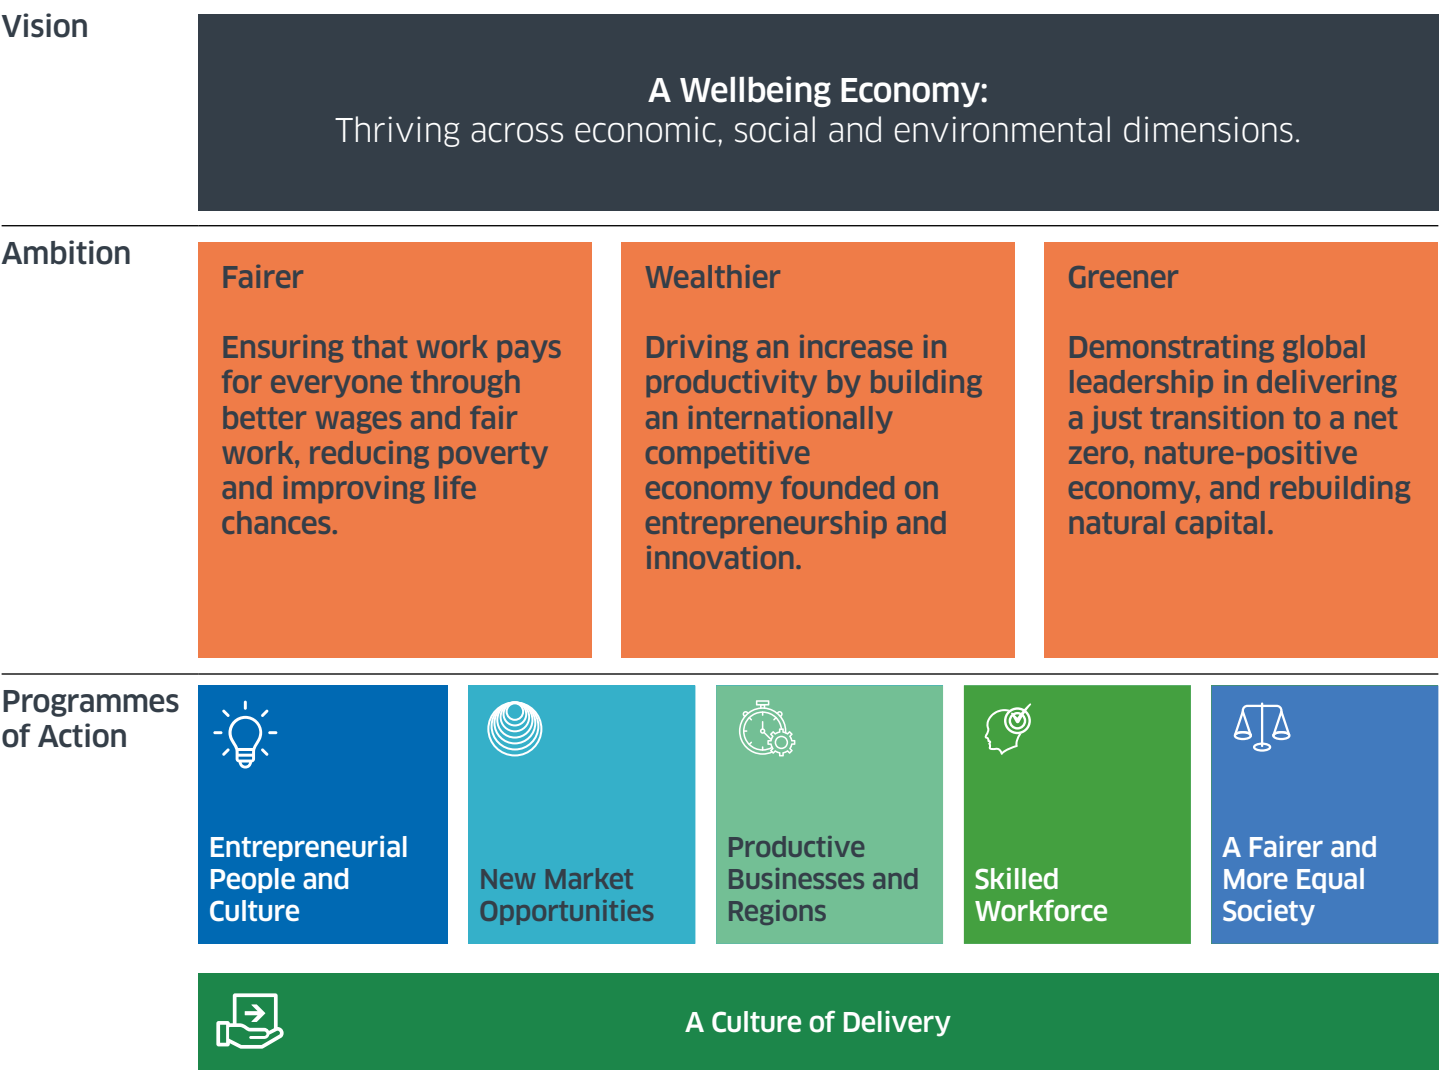 Vision
A Wellbeing Economy:
Thriving across economic, social and environmental dimensions.
Ambition
Fairer
Ensuring that work pays
for everyone through
better wages and fair
work, reducing poverty
and improving life
chances.
Wealthier
Driving an increase in
productivity by building
an internationally
competitive
economy founded on
entrepreneurship and
innovation.
Greener
Demonstrating global
leadership in delivering
a just transition to a net
zero, nature-positive
economy, and rebuilding
natural capital.
Programmes
of Action
Entrepreneurial
People and
Culture
New Market
Opportunities
Productive
Businesses and
Regions
Skilled
Workforce
A Fairer and
More Equal
Society
A Culture of Delivery